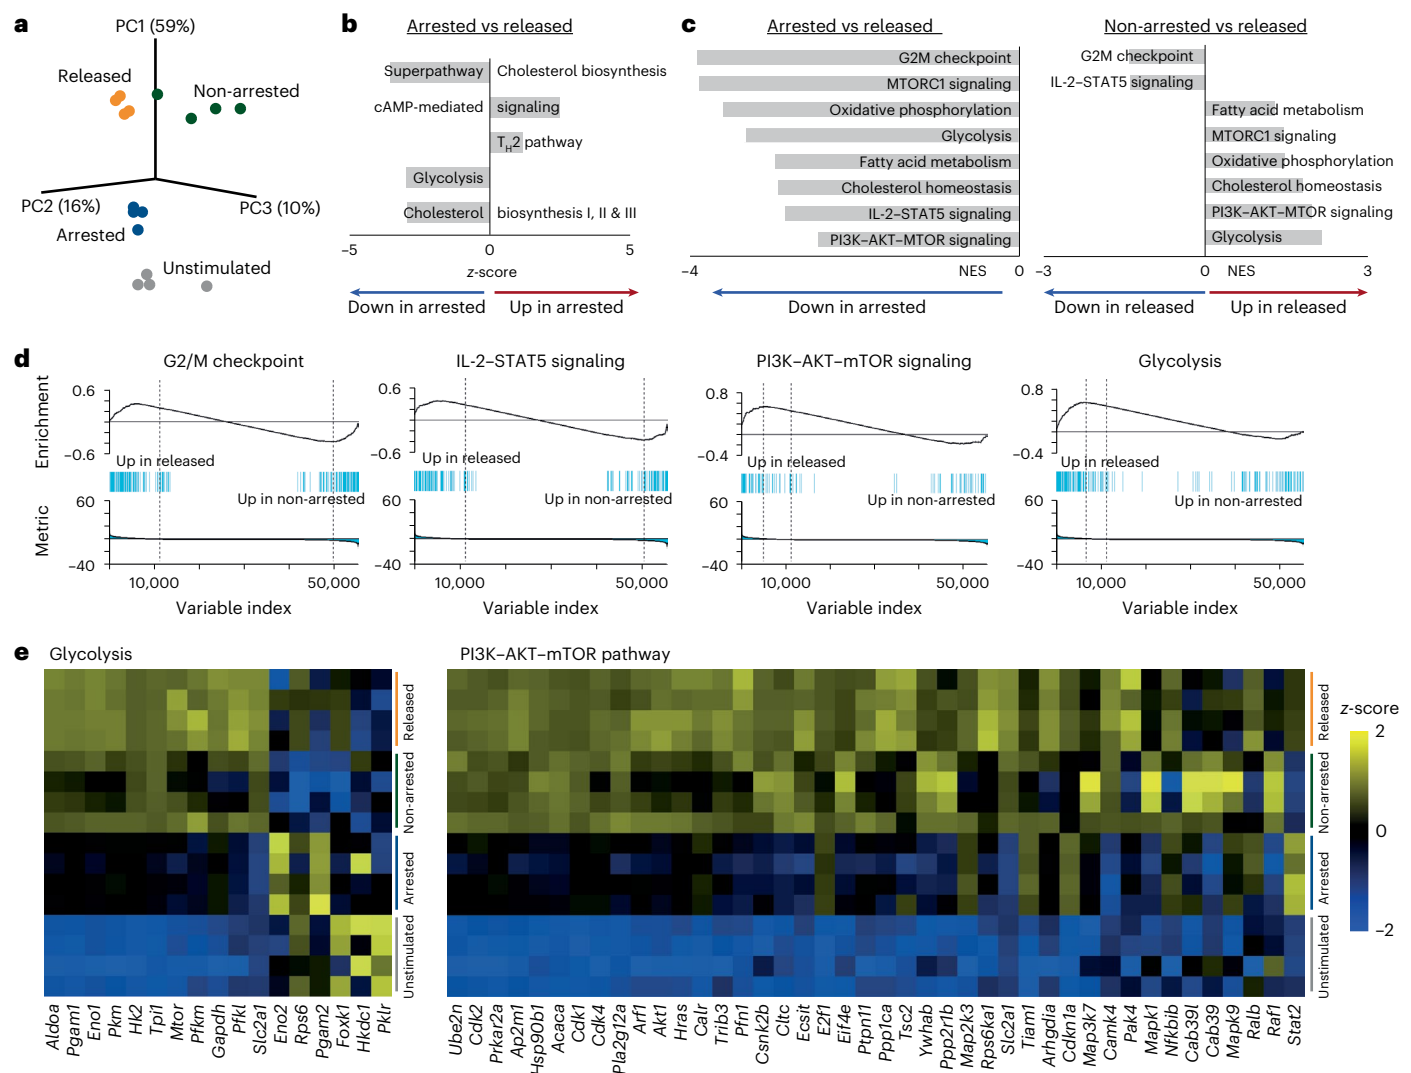 a
PC1 (59%)
Released
Non-arrested
PC2 (16%)
PC3 (10%)
Arrested
Unstimulated
b
Arrested vs released
Superpathway Cholesterol biosynthesis
cAMP-mediated signaling
TH2 pathway
Glycolysis
Cholesterol biosynthesis I, II & III
−5 0 5
z-score
Down in arrested Up in arrested
c
Arrested vs released
G2M checkpoint
MTORC1 signaling
Oxidative phosphorylation
Glycolysis
Fatty acid metabolism
Cholesterol homeostasis
IL-2–STAT5 signaling
PI3K–AKT–MTOR signaling
−4 NES 0
Down in arrested
Non-arrested vs released
G2M checkpoint
IL-2–STAT5 signaling
Fatty acid metabolism
MTORC1 signaling
Oxidative phosphorylation
Cholesterol homeostasis
PI3K–AKT–MTOR signaling
Glycolysis
−3 0 NES 3
Down in released Up in released
d
G2/M checkpoint
Enrichment
0.6
−0.6
Up in released
Up in non-arrested
Metric
60
−40
10,000 50,000
Variable index
IL-2–STAT5 signaling
0.6
−0.6
Up in released
Up in non-arrested
60
−40
10,000 50,000
Variable index
PI3K–AKT–mTOR signaling
0.8
−0.4
Up in released
Up in non-arrested
60
−40
10,000 50,000
Variable index
Glycolysis
0.8
−0.4
Up in released
Up in non-arrested
60
−40
10,000 50,000
Variable index
e
Glycolysis
Released
Non-arrested
Arrested
Unstimulated
Aldoa
Pgam1
Eno1
Pkm
HK2
Tpi1
Mtor
Pfkm
Gapdh
Pfkl
Slc2a1
Eno2
Rps6
Pgam2
Foxk1
Hkdc1
Pklr
PI3K–AKT–mTOR pathway
Released
Non-arrested
Arrested
Unstimulated
Ube2n
Cdk2
Prkar2a
Ap2m1
Hsp90b1
Acaca
Cdk1
Cdk4
Pla2g12a
Arf1
Akt1
Hras
Calr
Trib3
Pfn1
Csnk2b
Cltc
Ecsit
E2f1
Eif4e
Ptpn11
Ppp1ca
Tsc2
Ywhab
Ppp2r1b
Map2k3
Rps6ka1
Slc2a1
Tiam1
Arhgdia
Cdkn1a
Map3k7
Camk4
Pak4
Mapk1
Nfkbib
Cab39l
Cab39
Mapk9
Ralb
Raf1
Stat2
z-score
2
0
−2